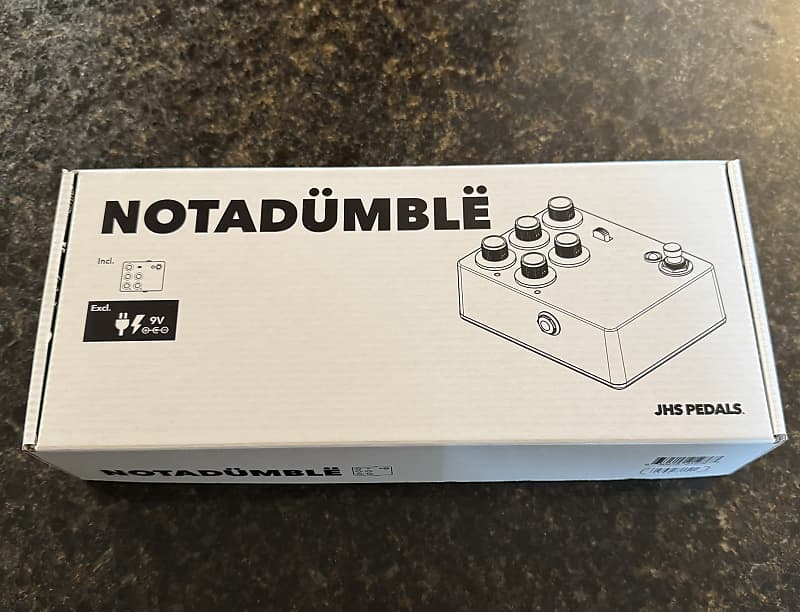 NOTADÜMBLË
Incl.
Excl.
9V
JHS PEDALS.
NOTADÜMBLË